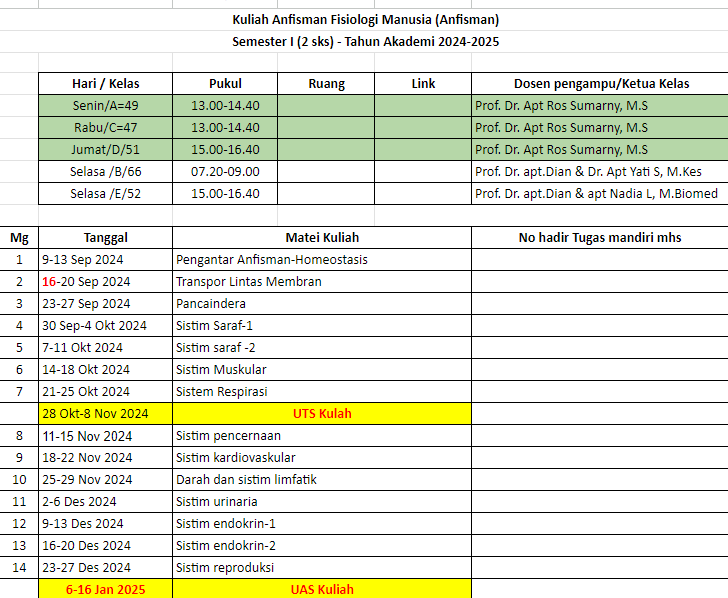 Kuliah Anfisman Fisiologi Manusia (Anfisman)
Semester I (2 sks) - Tahun Akademi 2024-2025
Hari / Kelas Pukul Ruang Link Dosen pengampu/Ketua Kelas
Senin/A=49 13.00-14.40 Prof. Dr. Apt Ros Sumarny, M.S
Rabu/C=47 13.00-14.40 Prof. Dr. Apt Ros Sumarny, M.S
Jumat/D/51 15.00-16.40 Prof. Dr. Apt Ros Sumarny, M.S
Selasa /B/66 07.20-09.00 Prof. Dr. apt.Dian & Dr. Apt Yati S, M.Kes
Selasa /E/52 15.00-16.40 Prof. Dr. apt.Dian & apt Nadia L, M.Biomed
Mg Tanggal Matei Kuliah No hadir Tugas mandiri mhs
1 9-13 Sep 2024 Pengantar Anfisman-Homeostasis
2 16-20 Sep 2024 Transpor Lintas Membran
3 23-27 Sep 2024 Pancaindera
4 30 Sep-4 Okt 2024 Sistim Saraf-1
5 7-11 Okt 2024 Sistim saraf -2
6 14-18 Okt 2024 Sistim Muskular
7 21-25 Okt 2024 Sistem Respirasi
28 Okt-8 Nov 2024 UTS Kulah
8 11-15 Nov 2024 Sistim pencernaan
9 18-22 Nov 2024 Sistim kardiovaskular
10 25-29 Nov 2024 Darah dan sistim limfatik
11 2-6 Des 2024 Sistim urinaria
12 9-13 Des 2024 Sistim endokrin-1
13 16-20 Des 2024 Sistim endokrin-2
14 23-27 Des 2024 Sistim reproduksi
6-16 Jan 2025 UAS Kuliah